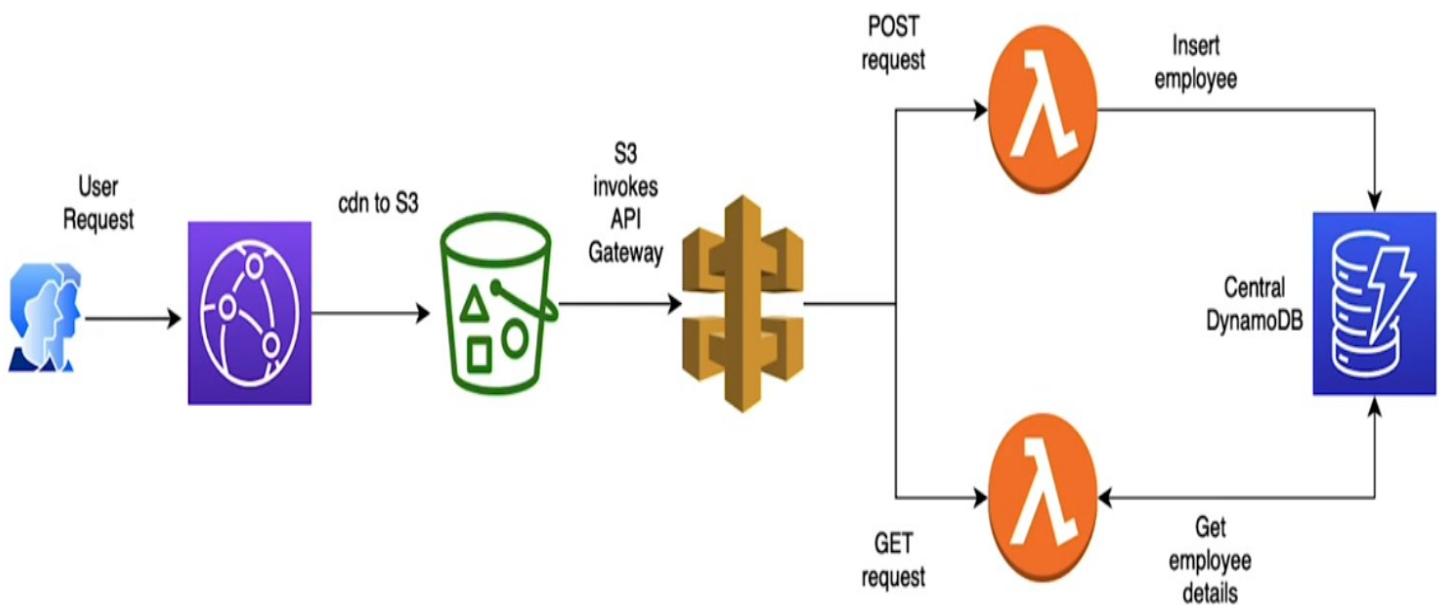 User
Request
cdn to S3
S3
invokes
API
Gateway
POST
request
Insert
employee
Central
DynamoDB
GET
request
Get
employee
details